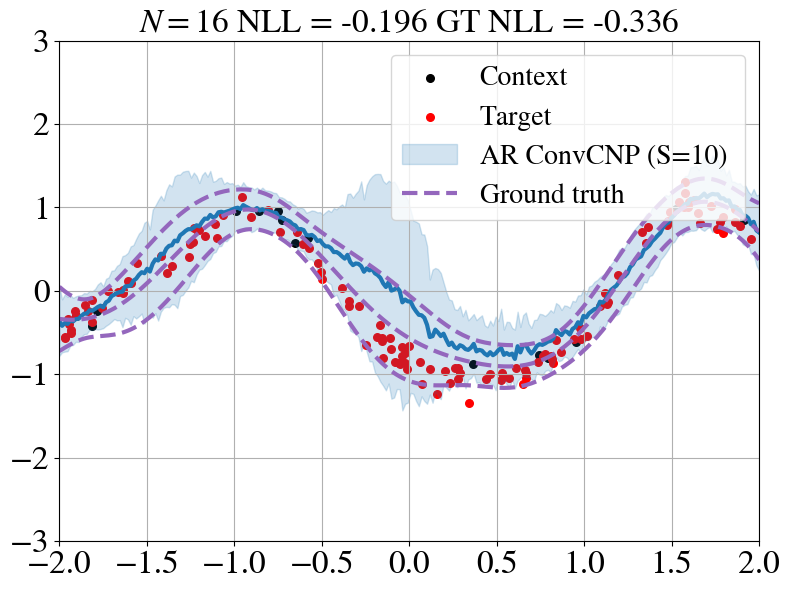 N = 16 NLL = -0.196 GT NLL = -0.336
3
2
1
0
−1
−2
−3
Context
Target
AR ConvCNP (S=10)
Ground truth
−2.0 −1.5 −1.0 −0.5 0.0 0.5 1.0 1.5 2.0